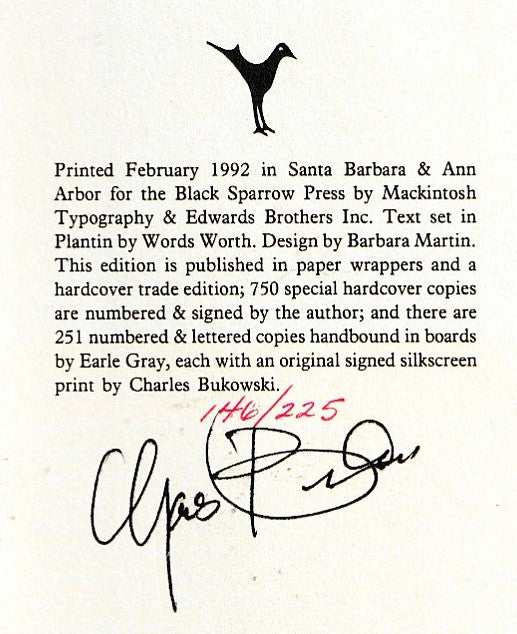 Printed February 1992 in Santa Barbara & Ann
Arbor for the Black Sparrow Press by Mackintosh
Typography & Edwards Brothers Inc. Text set in
Plantin by Words Worth. Design by Barbara Martin.
This edition is published in paper wrappers and a
hardcover trade edition; 750 special hardcover copies
are numbered & signed by the author; and there are
251 numbered & lettered copies handbound in boards
by Earle Gray, each with an original signed silkscreen
print by Charles Bukowski.
146/225